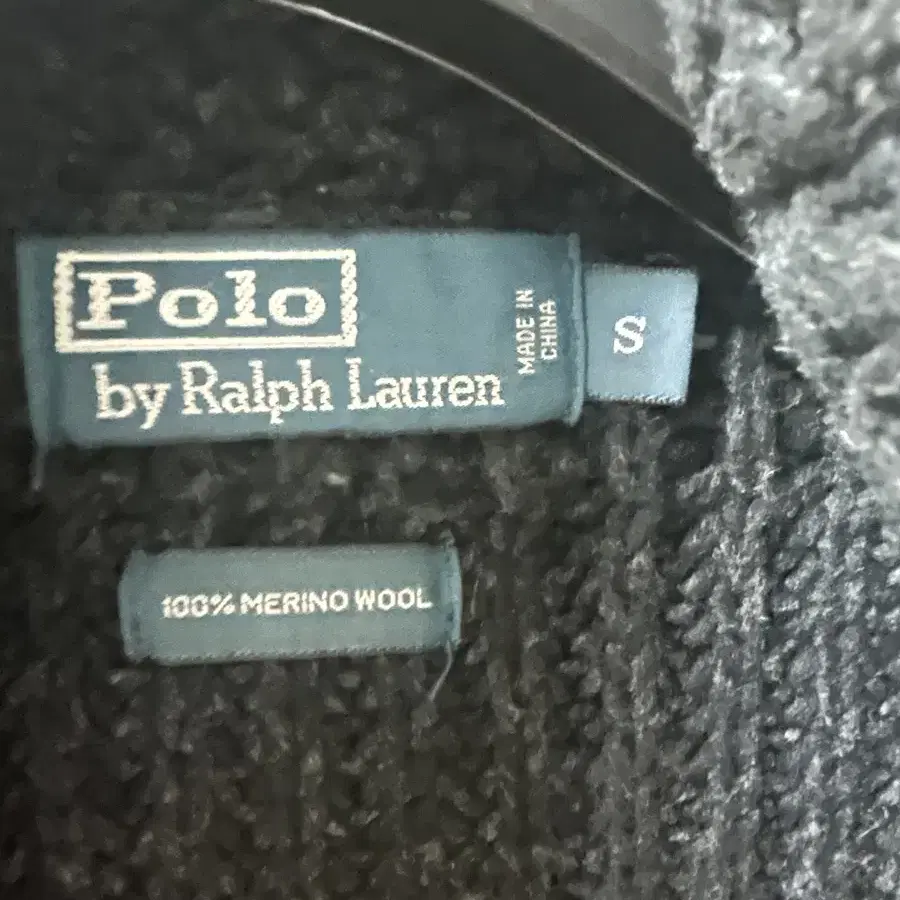 Polo
by Ralph Lauren
MADE IN
CHINA
S
100% MERINO WOOL